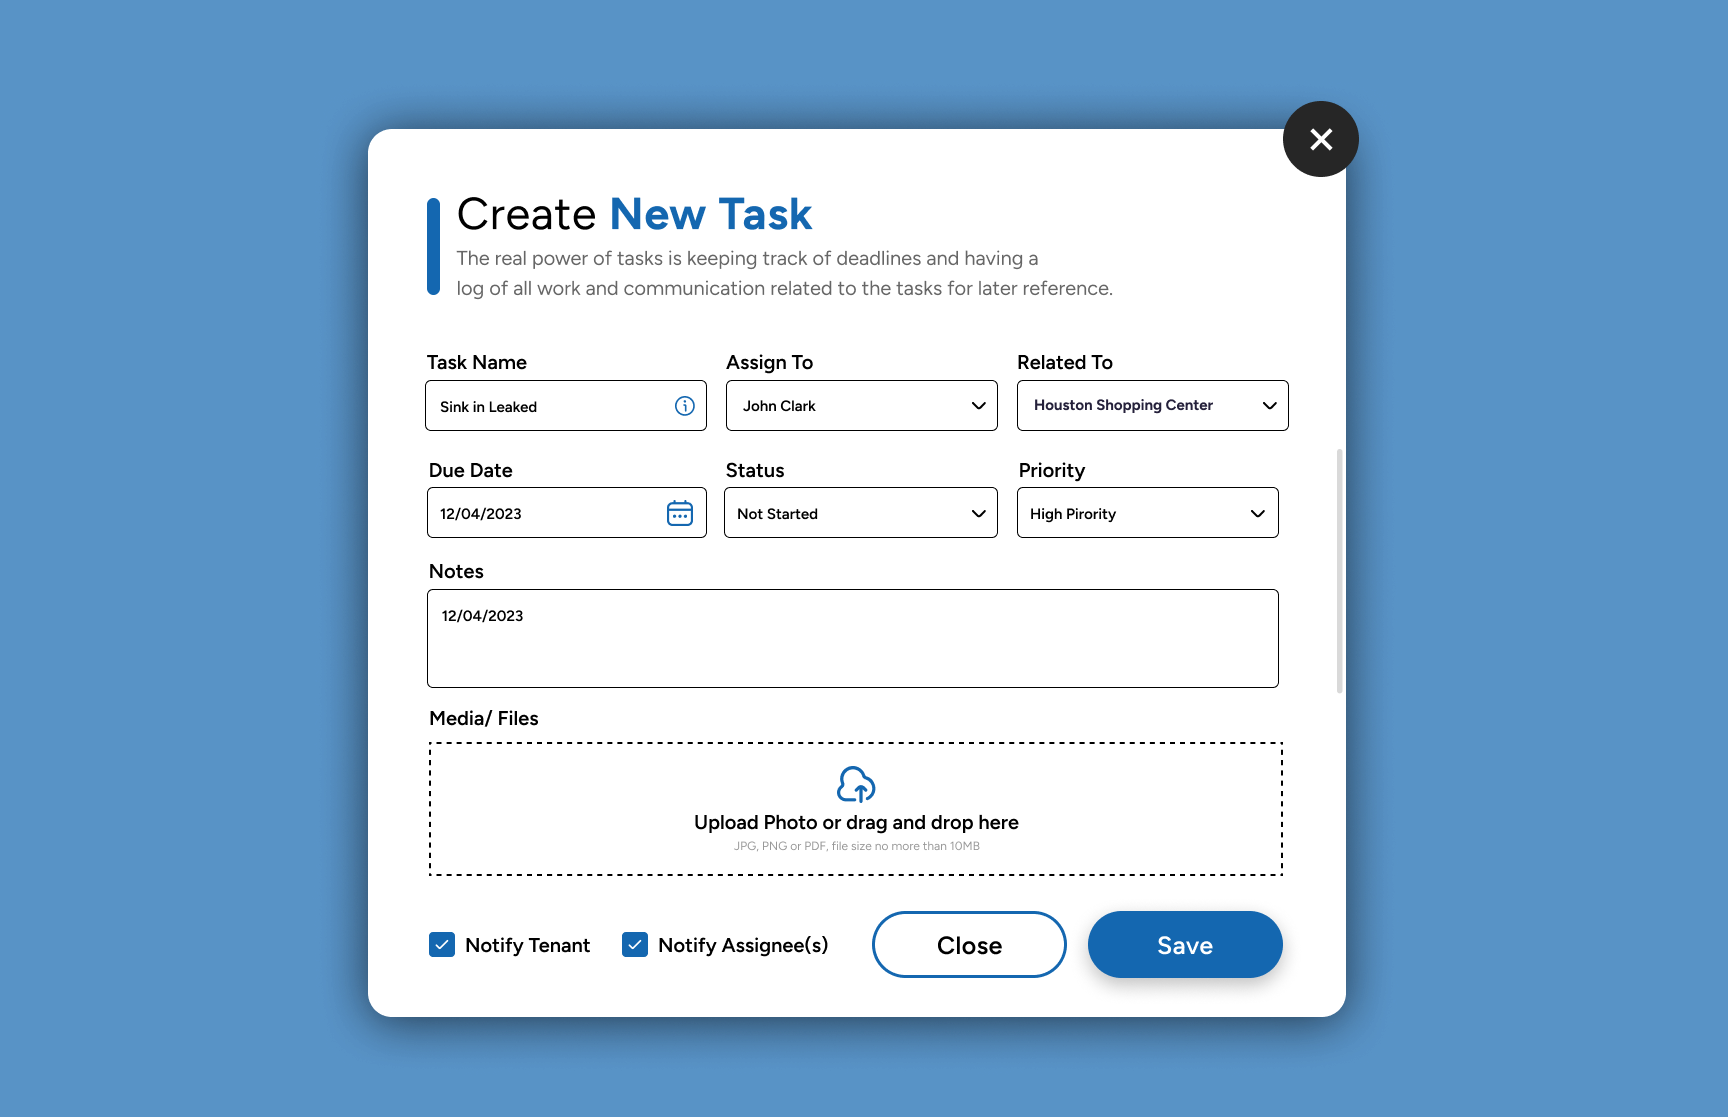 Create New Task
The real power of tasks is keeping track of deadlines and having a
log of all work and communication related to the tasks for later reference.
Task Name
Assign To
Related To
Sink in Leaked
John Clark
Houston Shopping Center
Due Date
Status
Priority
12/04/2023
Not Started
High Pirority
Notes
12/04/2023
Media/ Files
Upload Photo or drag and drop here
JPG, PNG or PDF, file size no more than 10MB
Notify Tenant
Notify Assignee(s)
Close
Save